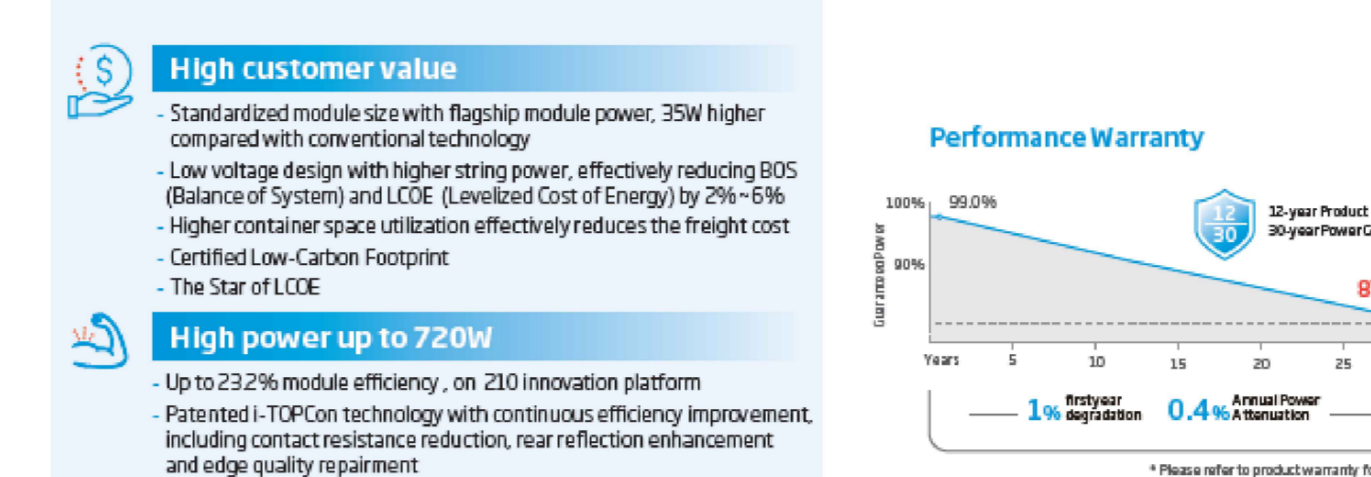 High customer value
- Standardized module size with flagship module power, 35W higher
compared with conventional technology
- Low voltage design with higher string power, effectively reducing BOS
(Balance of System) and LCOE (Levelized Cost of Energy) by 2%~6%
- Higher container space utilization effectively reduces the freight cost
- Certified Low-Carbon Footprint
- The Star of LCOE
High power up to 720W
- Up to 23.2% module efficiency , on 210 innovation platform
- Patented i-TOPCon technology with continuous efficiency improvement,
including contact resistance reduction, rear reflection enhancement
and edge quality repairment
Performance Warranty
100% 99.0%
12
30
12-year Product
30-year Power
90%
Guaranteed Power
Years 5 10 15 20 25
1% first year
degradation
0.4% Annual Power
Attenuation
* Please refer to product warranty